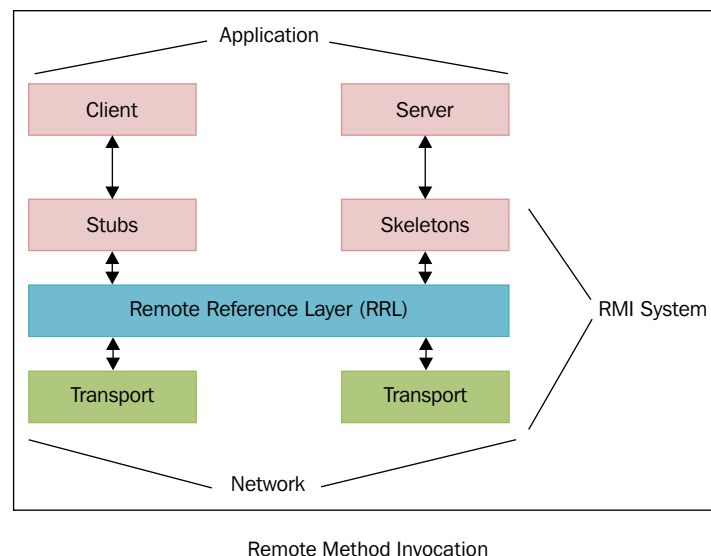 Application
Client
Server
Stubs
Skeletons
Remote Reference Layer (RRL)
RMI System
Transport
Transport
Network
Remote Method Invocation